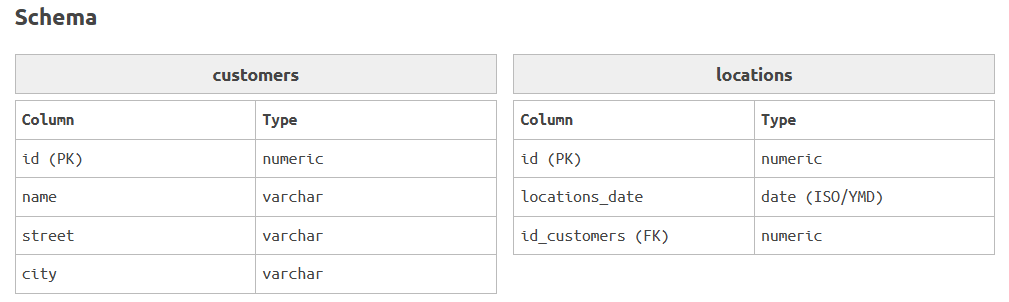 Schema
customers
Column Type
id (PK) numeric
name varchar
street varchar
city varchar
locations
Column Type
id (PK) numeric
locations_date date (ISO/YMD)
id_customers (FK) numeric